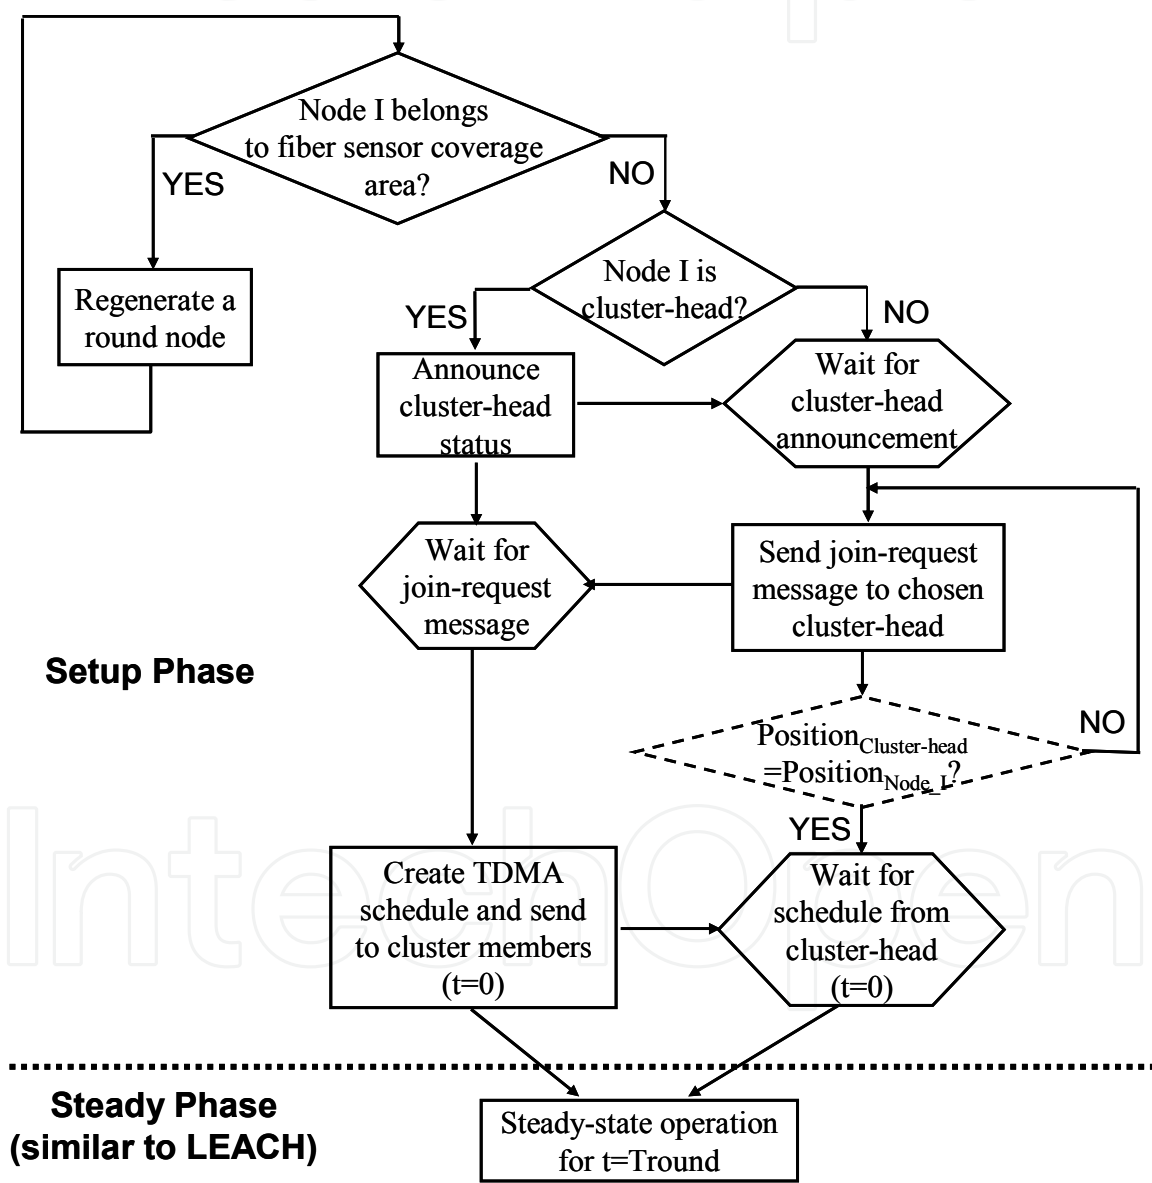 Node I belongs
to fiber sensor coverage
area?
YES
NO
Regenerate a
round node
Node I is
cluster-head?
YES
NO
Announce
cluster-head
status
Wait for
cluster-head
announcement
Wait for
join-request
message
Send join-request
message to chosen
cluster-head
Setup Phase
PositionCluster-head
=PositionNode_I?
NO
YES
Create TDMA
schedule and send
to cluster members
(t=0)
Wait for
schedule from
cluster-head
(t=0)
IntechOpen
Steady Phase
(similar to LEACH)
Steady-state operation
for t=Tround